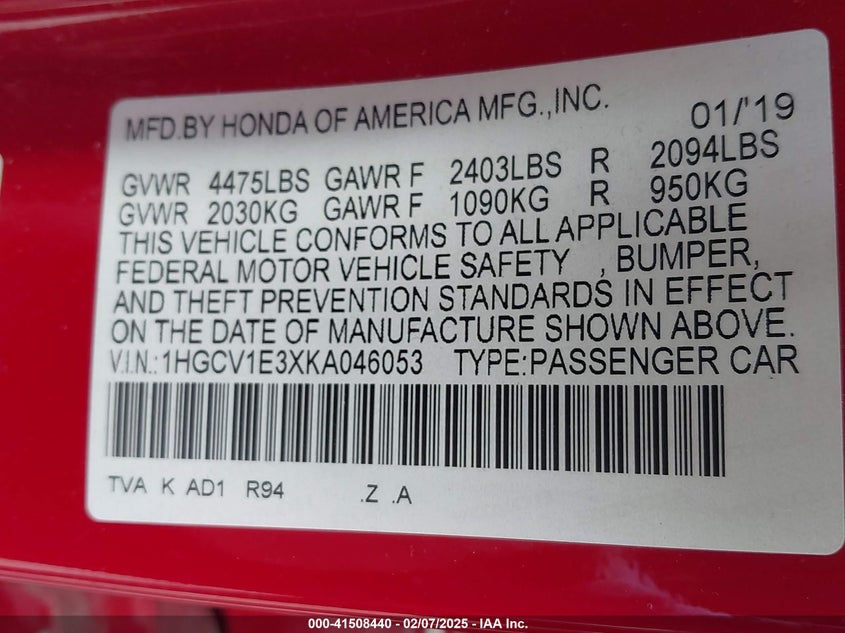 MFD.BY HONDA OF AMERICA MFG.,INC. 01/'19
GVWR 4475LBS GAWR F 2403LBS R 2094LBS
GVWR 2030KG GAWR F 1090KG R 950KG
THIS VEHICLE CONFORMS TO ALL APPLICABLE
FEDERAL MOTOR VEHICLE SAFETY , BUMPER,
AND THEFT PREVENTION STANDARDS IN EFFECT
ON THE DATE OF MANUFACTURE SHOWN ABOVE.
V.I.N.:1HGCV1E3XKA046053 TYPE:PASSENGER CAR
TVA K AD1 R94 .Z .A
000-41508440 - 02/07/2025 - IAA Inc.